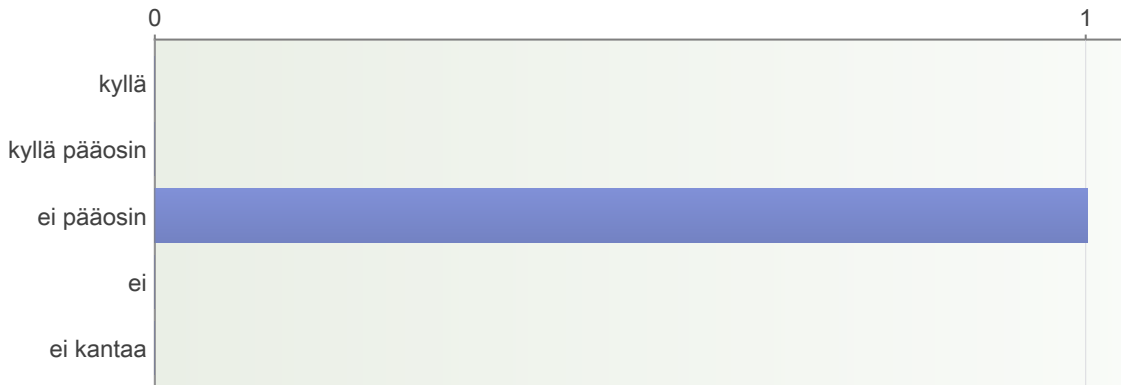 0 1
kyllä
kyllä pääosin
ei pääosin
ei
ei kantaa